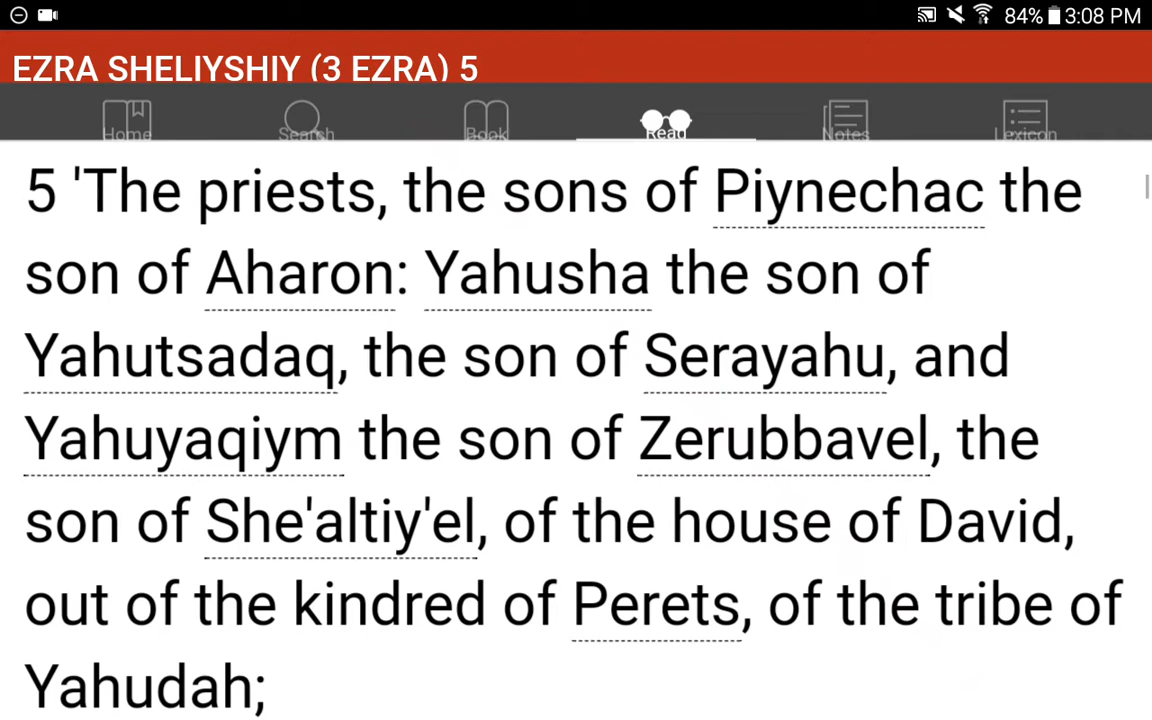 84% 3:08 PM
EZRA SHELIYSHIY (3 EZRA) 5
Home Search Book Read Notes Lexicon
5 'The priests, the sons of Piynechac the
son of Aharon: Yahusha the son of
Yahutsadaq, the son of Serayahu, and
Yahuyaqiym the son of Zerubbavel, the
son of She'altiy'el, of the house of David,
out of the kindred of Perets, of the tribe of
Yahudah;